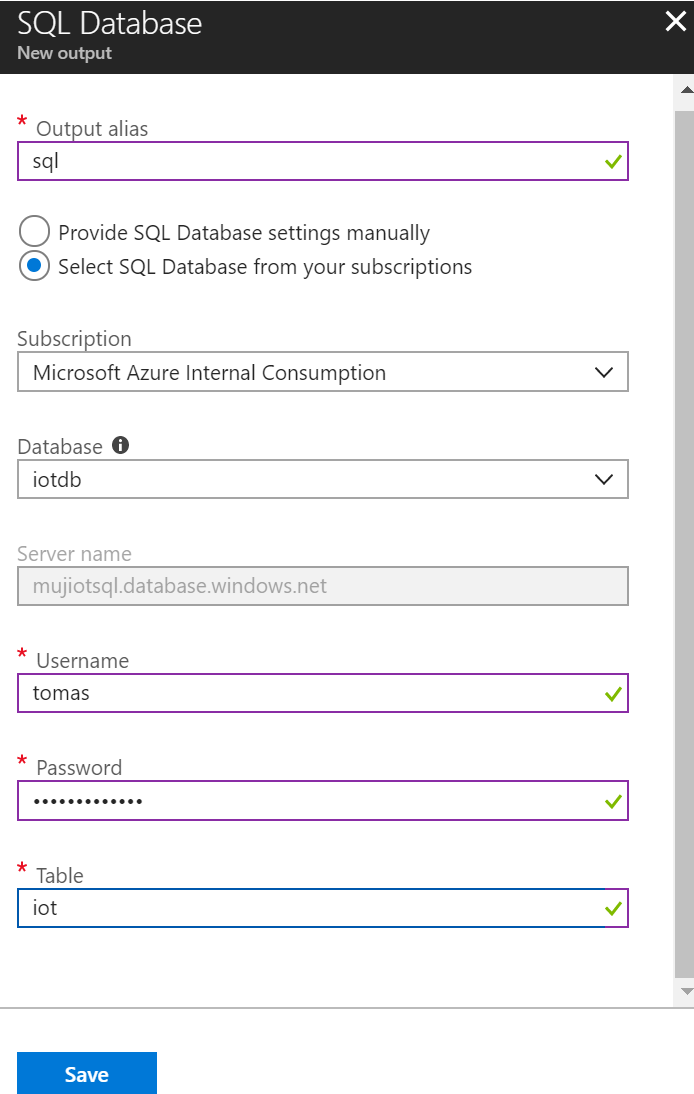 SQL Database
New output
* Output alias
sql
Provide SQL Database settings manually
Select SQL Database from your subscriptions
Subscription
Microsoft Azure Internal Consumption
Database
iotdb
Server name
mujiotsql.database.windows.net
* Username
tomas
* Password
•••••••••••••
* Table
iot
Save